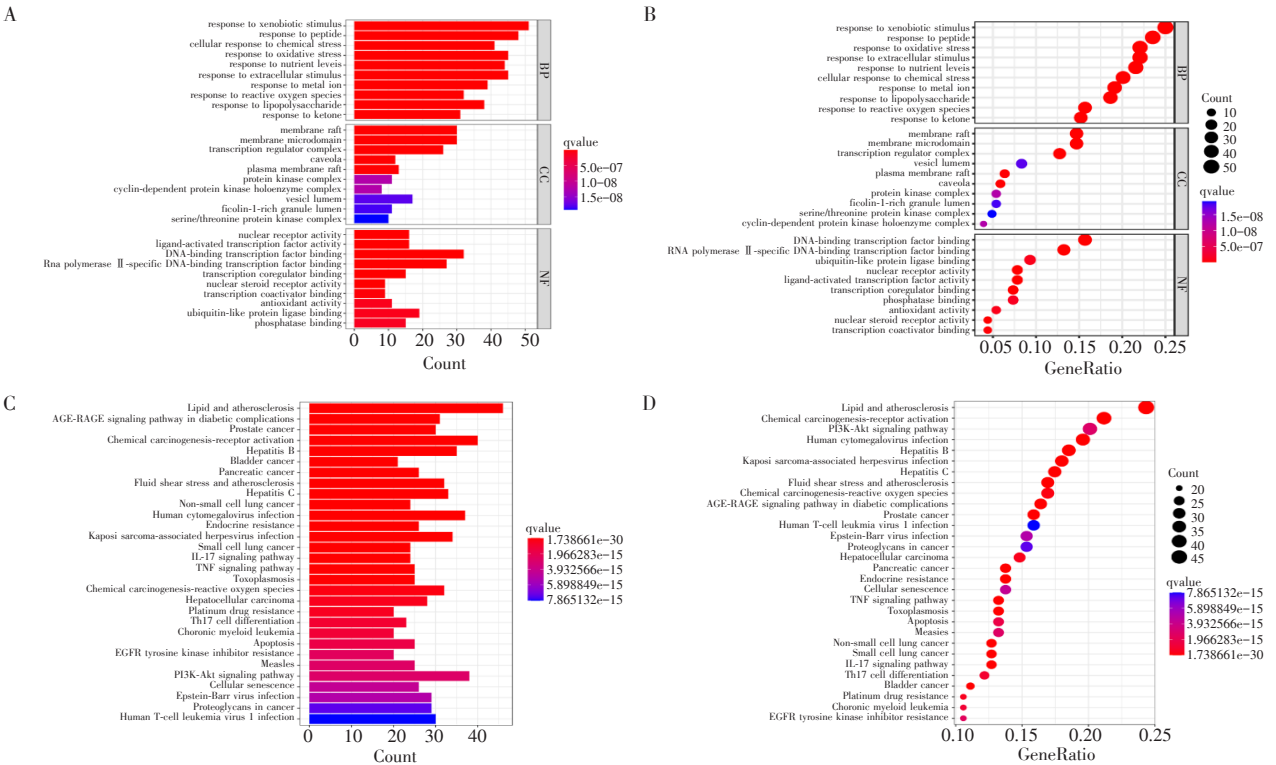 A
response to xenobiotic stimulus
response to peptide
cellular response to chemical stress
response to oxidative stress
response to nutrient leveis
response to extracellular stimulus
response to metal ion
response to reactive oxygen species
response to lipopolysaccharide
response to ketone
BP
membrane raft
membrane microdomain
transcription regulator complex
caveola
plasma membrane raft
protein kinase complex
cyclin-dependent protein kinase holoenzyme complex
vesicl lumem
ficolin-1-rich granule lumen
serine/threonine protein kinase complex
CC
nuclear receptor activity
ligand-activated transcription factor activity
DNA-binding transcription factor binding
Rna polymerase Ⅱ-specific DNA-binding transcription factor binding
transcription coregulator binding
nuclear steroid receptor activity
transcription coactivator binding
antioxidant activity
ubiquitin-like protein ligease binding
phosphatase binding
NF
0 10 20 30 40 50
Count
qvalue
5.0e-07
1.0-08
1.5e-08
B
response to xenobiotic stimulus
response to peptide
response to oxidative stress
response to extracellular stimulus
response to nutrient leveis
cellular response to chemical stress
response to metal ion
response to lipopolysaccharide
response to reactive oxygen species
response to ketone
BP
membrane raft
membrane microdomain
transcription regulator complex
vesicl lumem
plasma membrane raft
caveola
protein kinase complex
ficolin-1-rich granule lumen
serine/threonine protein kinase complex
cyclin-dependent protein kinase holoenzyme complex
CC
DNA-binding transcription factor binding
RNA polymerase Ⅱ-specific DNA-binding transcription factor binding
ubiquitin-like protein ligase binding
nuclear receptor activity
ligand-activated transcription factor activity
transcription coregulator binding
phosphatase binding
antioxidant activity
nuclear steroid receptor activity
transcription coactivator binding
NF
0.05 0.10 0.15 0.20 0.25
GeneRatio
Count
10
20
30
40
50
qvalue
1.5e-08
1.0-08
5.0e-07
C
Lipid and atherosclerosis
AGE-RAGE signaling pathway in diabetic complications
Prostate cancer
Chemical carcinogenesis-receptor activation
Hepatitis B
Bladder cancer
Pancreatic cancer
Fluid shear stress and atherosclerosis
Hepatitis C
Non-small cell lung cancer
Human cytomegalovirus infection
Endocrine resistance
Kaposi sarcoma-associated herpesvirus infection
Small cell lung cancer
IL-17 signaling pathway
TNF signaling pathway
Toxoplasmosis
Chemical carcinogenesis-reactive oxygen species
Hepatocellular carcinoma
Platinum drug resistance
Th17 cell differentiation
Choronic myeloid leukemia
Apoptosis
EGFR tyrosine kinase inhibitor resistance
Measles
PI3K-Akt signaling pathway
Cellular senescence
Epstein-Barr virus infection
Proteoglycans in cancer
Human T-cell leukemia virus 1 infection
0 10 20 30 40
Count
qvalue
1.738661e-30
1.966283e-15
3.932566e-15
5.898849e-15
7.865132e-15
D
Lipid and atherosclerosis
Chemical carcinogenesis-receptor activation
PI3K-Akt signaling pathway
Human cytomegalovirus infection
Hepatitis B
Kaposi sarcoma-associated herpesvirus infection
Hepatitis C
Fluid shear stress and atherosclerosis
Chemical carcinogenesis-reactive oxygen species
AGE-RAGE signaling pathway in diabetic complications
Prostate cancer
Human T-cell leukmia virus 1 infection
Epstein-Barr virus infection
Proteoglycans in cancer
Hepatocellular carcinoma
Pancreatic cancer
Endocrine resistance
Cellular senescence
TNF signaling pathway
Toxoplasmosis
Apoptosis
Measies
Non-small cell lung cancer
Small cell lung cancer
IL-17 signaling pathway
Th17 cell differentiation
Bladder cancer
Platinum drug resistance
Choronic myeloid leukemia
EGFR tyrosine kinase inhibitor resistance
0.10 0.15 0.20 0.25
GeneRatio
Count
20
25
30
35
40
45
qvalue
7.865132e-15
5.898849e-15
3.932566e-15
1.966283e-15
1.738661e-30